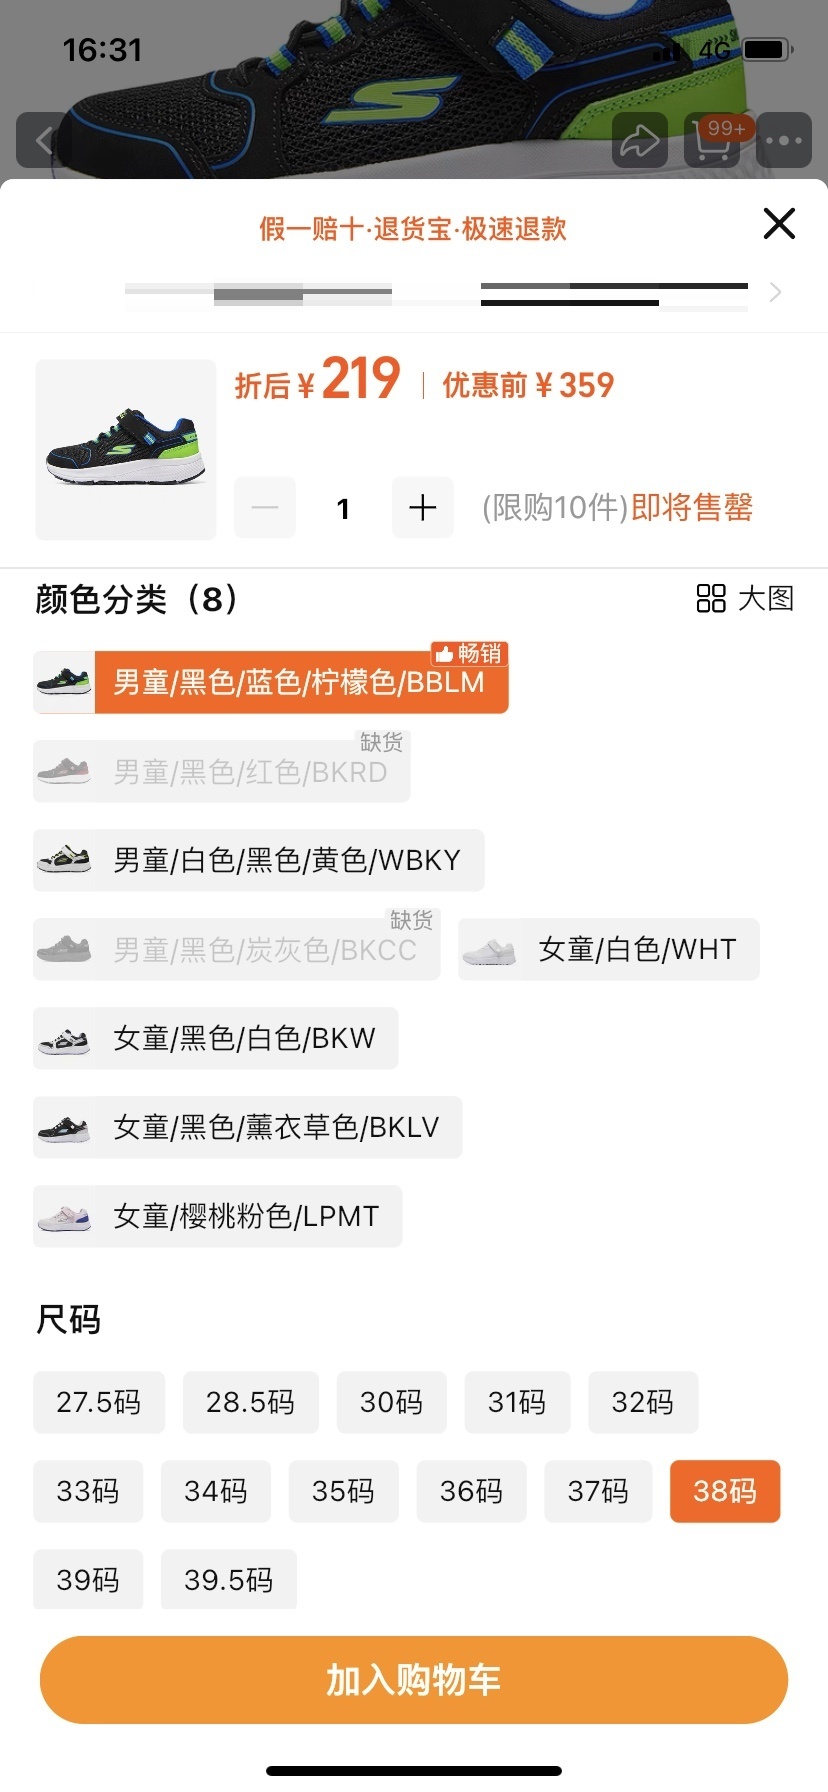 16:31
4G
99+
假一赔十·退货宝·极速退款
折后¥219 优惠前¥359
1
(限购10件)即将售罄
颜色分类（8）
大图
畅销
男童/黑色/蓝色/柠檬色/BBLM
缺货
男童/黑色/红色/BKRD
男童/白色/黑色/黄色/WBKY
缺货
男童/黑色/炭灰色/BKCC
女童/白色/WHT
女童/黑色/白色/BKW
女童/黑色/薰衣草色/BKLV
女童/樱桃粉色/LPMT
尺码
27.5码 28.5码 30码 31码 32码
33码 34码 35码 36码 37码 38码
39码 39.5码
加入购物车